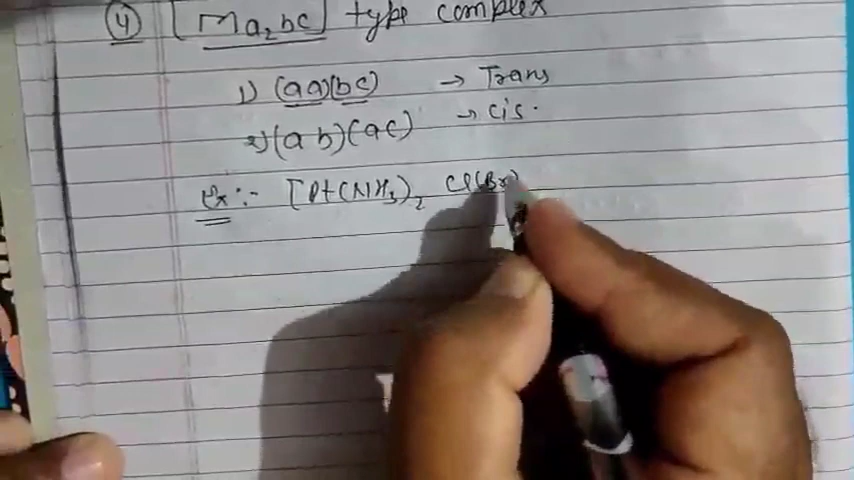 ④ [Ma₂bc] type complex
1) (aa)(bc) → Trans
2) (ab)(ac) → cis.
Ex :- [Pt(NH₃)₂ Cl(Br)